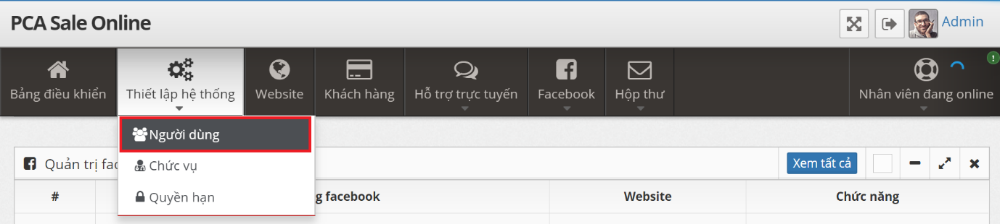 PCA Sale Online
Admin
Bảng điều khiển
Thiết lập hệ thống
Website
Khách hàng
Hỗ trợ trực tuyến
Facebook
Hộp thư
Nhân viên đang online
Người dùng
Chức vụ
Quyền hạn
Quản trị
Xem tất cả
#
facebook
Website
Chức năng